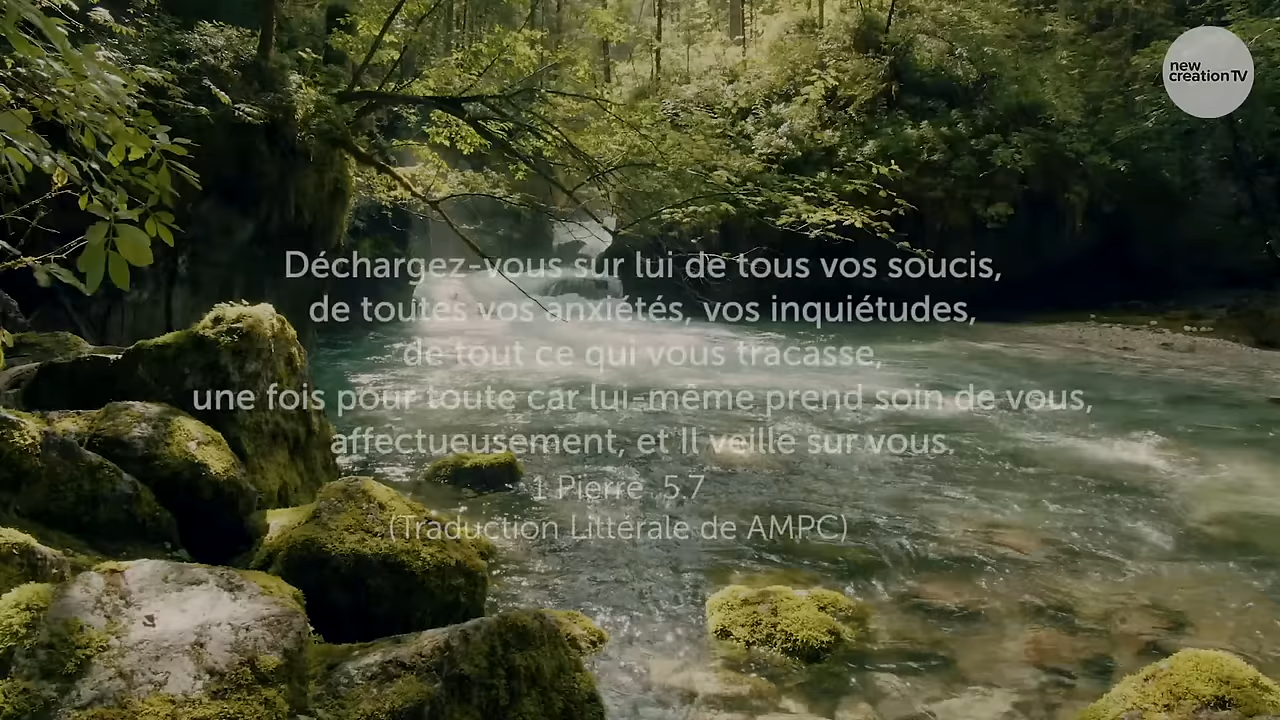 new
creation TV
Déchargez-vous sur lui de tous vos soucis,
de toutes vos anxiétés, vos inquiétudes,
de tout ce qui vous tracasse,
une fois pour toute car lui-même prend soin de vous,
affectueusement, et Il veille sur vous.
1 Pierre  5.7
(Traduction Littérale de AMPC)